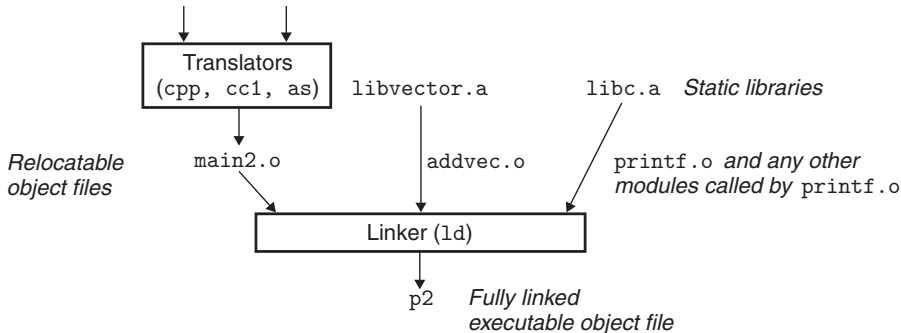 Translators
(cpp, cc1, as)
libvector.a
libc.a
Static libraries
Relocatable
object files
main2.o
addvec.o
printf.o and any other
modules called by printf.o
Linker (ld)
p2
Fully linked
executable object file